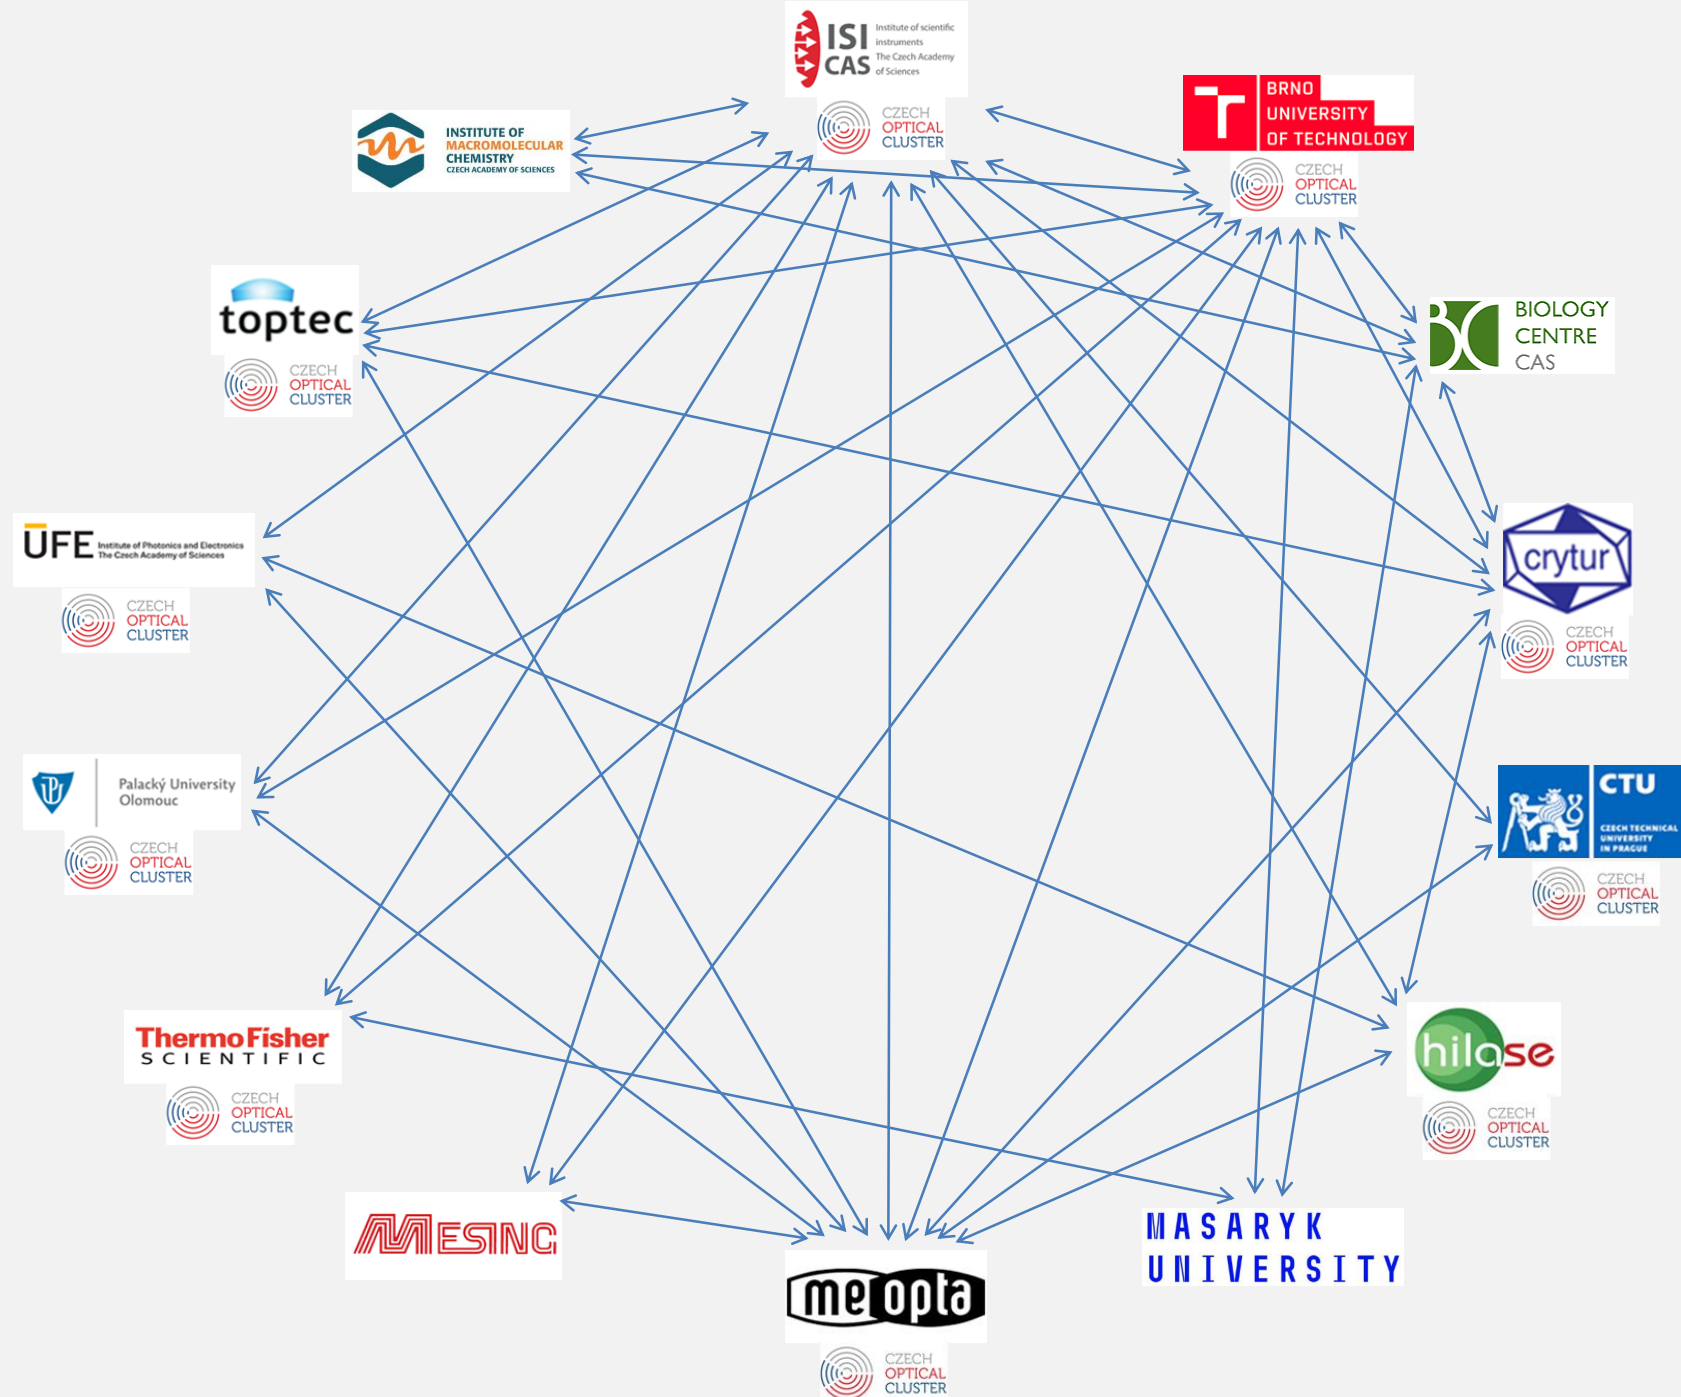 ISI
CAS
Institute of scientific
instruments
The Czech Academy
of Sciences
CZECH
OPTICAL
CLUSTER
BRNO
UNIVERSITY
OF TECHNOLOGY
CZECH
OPTICAL
CLUSTER
INSTITUTE OF
MACROMOLECULAR
CHEMISTRY
CZECH ACADEMY OF SCIENCES
toptec
CZECH
OPTICAL
CLUSTER
BC
BIOLOGY
CENTRE
CAS
ŪFE
Institute of Photonics and Electronics
The Czech Academy of Sciences
CZECH
OPTICAL
CLUSTER
crytur
CZECH
OPTICAL
CLUSTER
UP
Palacký University
Olomouc
CZECH
OPTICAL
CLUSTER
CTU
CZECH TECHNICAL
UNIVERSITY
IN PRAGUE
CZECH
OPTICAL
CLUSTER
ThermoFisher
SCIENTIFIC
CZECH
OPTICAL
CLUSTER
hilase
CZECH
OPTICAL
CLUSTER
MESING
meopta
CZECH
OPTICAL
CLUSTER
MASARYK
UNIVERSITY